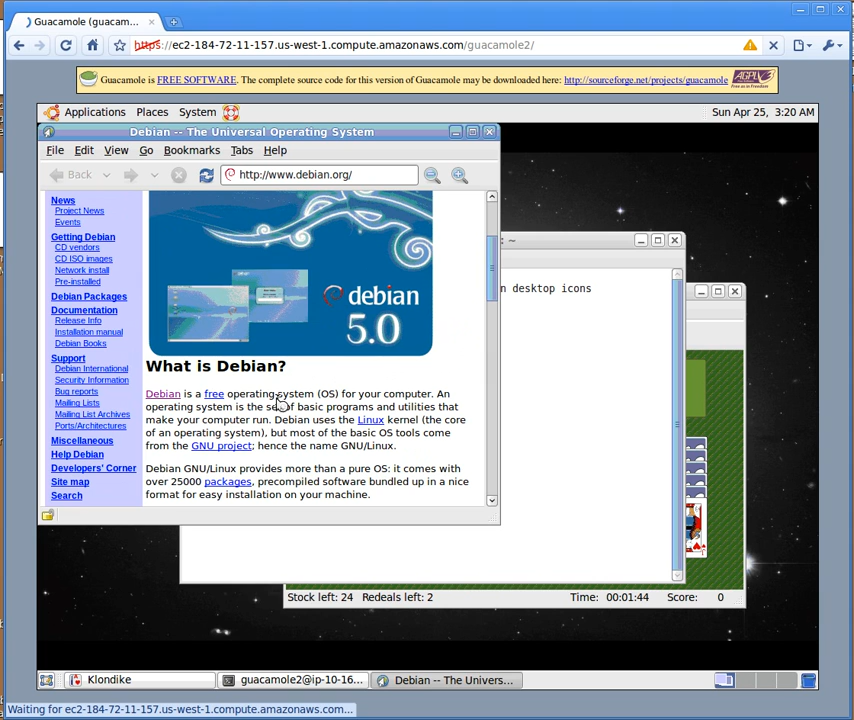 Guacamole (guacam...
https://ec2-184-72-11-157.us-west-1.compute.amazonaws.com/guacamole2/
Guacamole is FREE SOFTWARE. The complete source code for this version of Guacamole may be downloaded here: http://sourceforge.net/projects/guacamole
Applications Places System
Sun Apr 25, 3:20 AM
Debian -- The Universal Operating System
File Edit View Go Bookmarks Tabs Help
Back
http://www.debian.org/
News
Project News
Events
Getting Debian
CD vendors
CD ISO images
Network install
Pre-installed
Debian Packages
Documentation
Release Info
Installation manual
Debian Books
Support
Debian International
Security Information
Bug reports
Mailing Lists
Mailing List Archives
Ports/Architectures
Miscellaneous
Help Debian
Developers' Corner
Site map
Search
debian
5.0
What is Debian?
Debian is a free operating system (OS) for your computer. An
operating system is the set of basic programs and utilities that
make your computer run. Debian uses the Linux kernel (the core
of an operating system), but most of the basic OS tools come
from the GNU project; hence the name GNU/Linux.
Debian GNU/Linux provides more than a pure OS: it comes with
over 25000 packages, precompiled software bundled up in a nice
format for easy installation on your machine.
: ~
n desktop icons
Stock left: 24 Redeals left: 2
Time: 00:01:44 Score: 0
Klondike
guacamole2@ip-10-16...
Debian -- The Univers...
Waiting for ec2-184-72-11-157.us-west-1.compute.amazonaws.com...